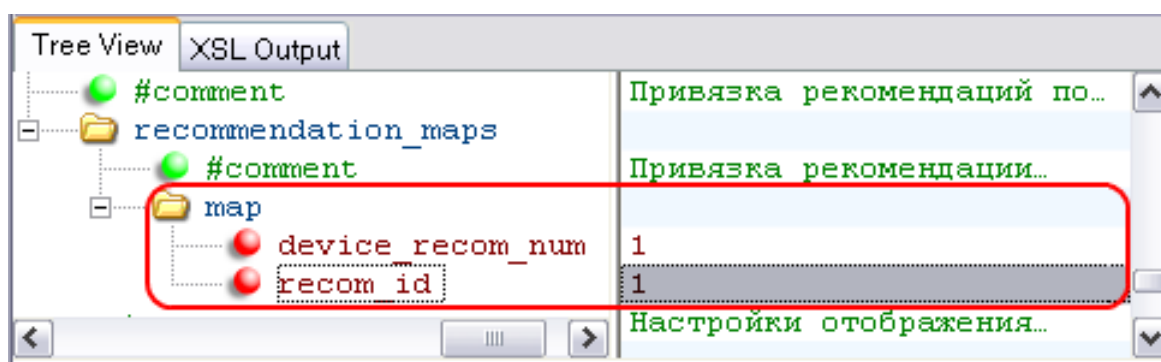 Tree View XSL Output
#comment Привязка рекомендаций по…
recommendation_maps
#comment Привязка рекомендации…
map
device_recom_num 1
recom_id 1
Настройки отображения…